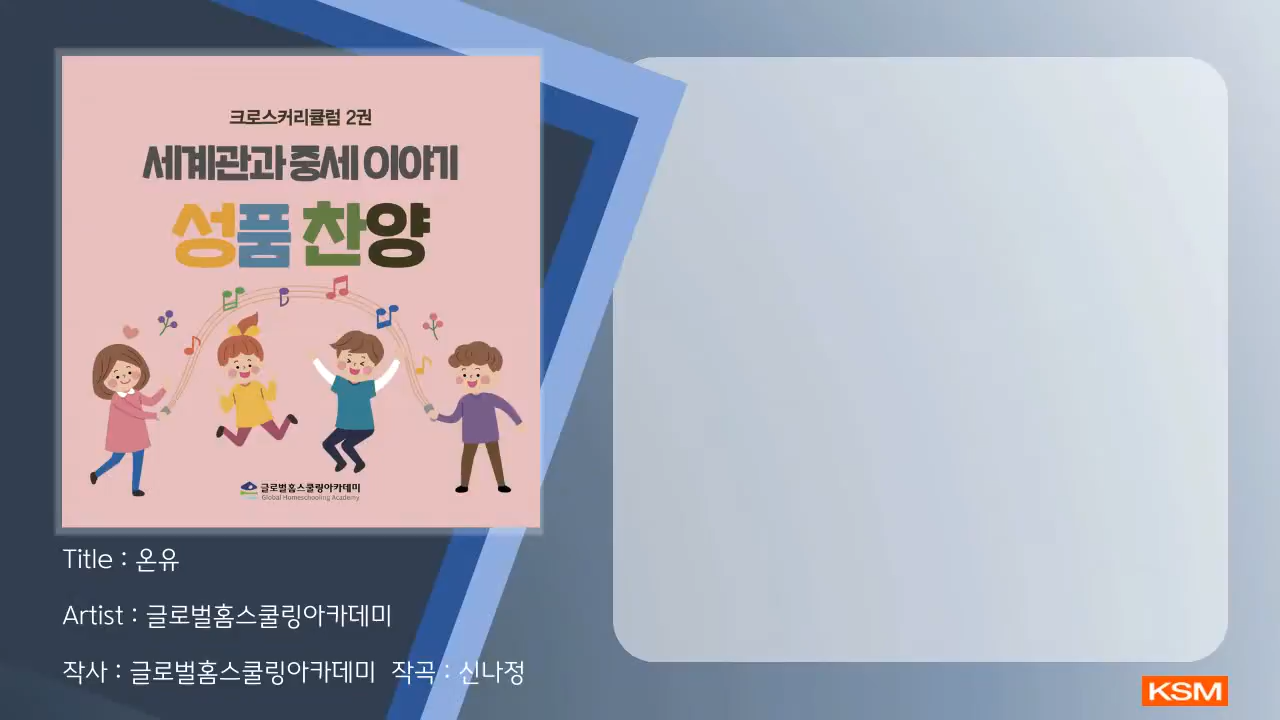 크로스커리큘럼 2권
세계관과 중세 이야기
성품 찬양
글로벌홈스쿨링아카데미
Global Homeschooling Academy
Title : 온유
Artist : 글로벌홈스쿨링아카데미
작사 : 글로벌홈스쿨링아카데미 작곡 : 신나정
KSM